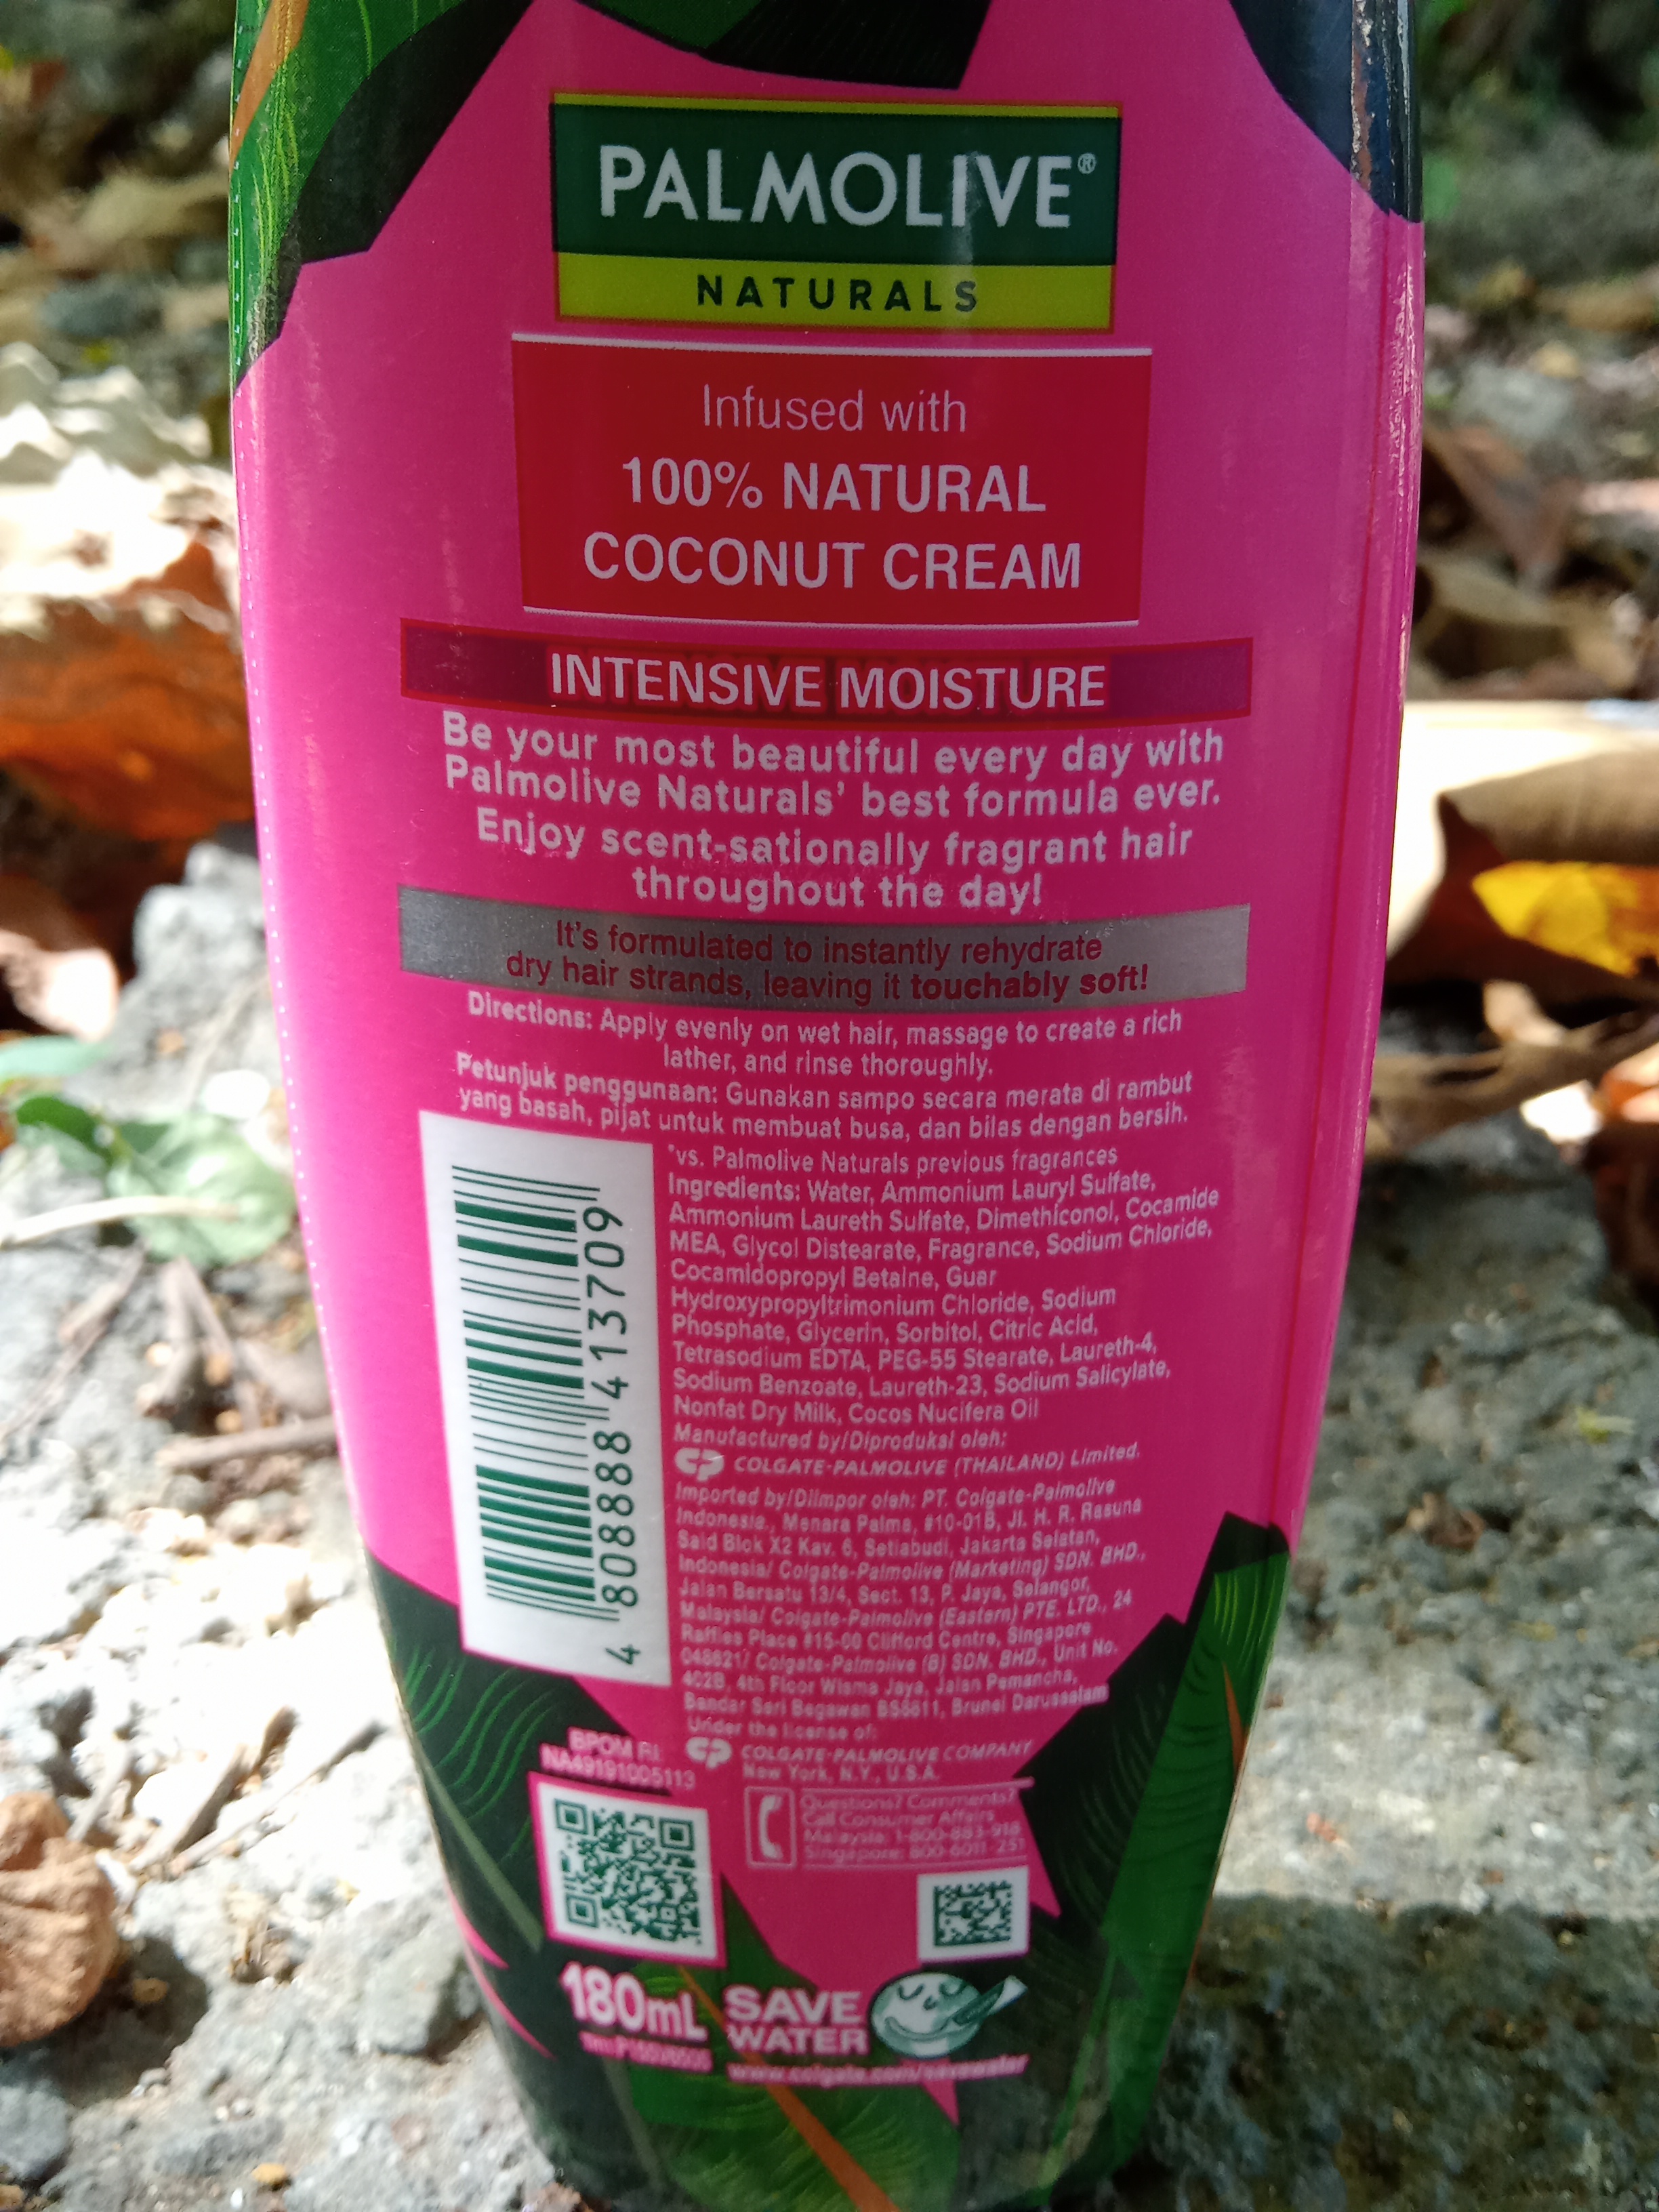 PALMOLIVE®
NATURALS
Infused with
100% NATURAL
COCONUT CREAM
INTENSIVE MOISTURE
Be your most beautiful every day with
Palmolive Naturals' best formula ever.
Enjoy scent-sationally fragrant hair
throughout the day!
It's formulated to instantly rehydrate
dry hair strands, leaving it touchably soft!
Directions: Apply evenly on wet hair, massage to create a rich
lather, and rinse thoroughly.
Petunjuk penggunaan: Gunakan sampo secara merata di rambut
yang basah, pijat untuk membuat busa, dan bilas dengan bersih.
*vs. Palmolive Naturals previous fragrances
Ingredients: Water, Ammonium Lauryl Sulfate,
Ammonium Laureth Sulfate, Dimethiconol, Cocamide
MEA, Glycol Distearate, Fragrance, Sodium Chloride,
Cocamidopropyl Betaine, Guar
Hydroxypropyltrimonium Chloride, Sodium
Phosphate, Glycerin, Sorbitol, Citric Acid,
Tetrasodium EDTA, PEG-55 Stearate, Laureth-4,
Sodium Benzoate, Laureth-23, Sodium Salicylate,
Nonfat Dry Milk, Cocos Nucifera Oil
Manufactured by/Diproduksi oleh:
CP COLGATE-PALMOLIVE (THAILAND) Limited.
Imported by/Diimpor oleh: PT. Colgate-Palmolive
Indonesia., Menara Palma, #10-01B, Jl. H. R. Rasuna
Said Blok X2 Kav. 6, Setiabudi, Jakarta Selatan,
Indonesia/ Colgate-Palmolive (Marketing) SDN. BHD.,
Jalan Bersatu 13/4, Sect. 13, P. Jaya, Selangor,
Malaysia/ Colgate-Palmolive (Eastern) PTE. LTD., 24
Raffles Place #15-00 Clifford Centre, Singapore
048621/ Colgate-Palmolive (B) SDN. BHD., Unit No.
402B, 4th Floor Wisma Jaya, Jalan Pemancha,
Bandar Seri Begawan BS8811, Brunei Darussalam
Under the license of:
CP COLGATE-PALMOLIVE COMPANY
New York, N.Y., U.S.A.
4 808888 413709
BPOM RI:
NA49191005113
Questions? Comments?
Call Consumer Affairs
Malaysia: 1-800-883-918
Singapore: 800-6011-251
180mL
SAVE
WATER
www.colgate.com/savewater